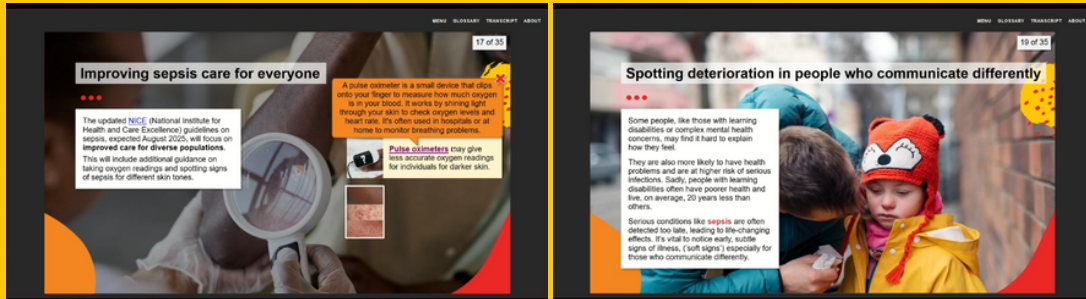 MENU GLOSSARY TRANSCRIPT ABOUT
17 of 35
Improving sepsis care for everyone
A pulse oximeter is a small device that clips
onto your finger to measure how much oxygen
is in your blood. It works by shining light
through your skin to check oxygen levels and
heart rate. It's often used in hospitals or at
home to monitor breathing problems.
The updated NICE (National Institute for
Health and Care Excellence) guidelines on
sepsis, expected August 2025, will focus on
improved care for diverse populations.
This will include additional guidance on
taking oxygen readings and spotting signs
of sepsis for different skin tones.
Pulse oximeters may give
less accurate oxygen readings
for individuals for darker skin.
MENU GLOSSARY TRANSCRIPT ABOUT
19 of 35
Spotting deterioration in people who communicate differently
Some people, like those with learning
disabilities or complex mental health
concerns, may find it hard to explain
how they feel.
They are also more likely to have health
problems and are at higher risk of serious
infections. Sadly, people with learning
disabilities often have poorer health and
live, on average, 20 years less than
others.
Serious conditions like sepsis are often
detected too late, leading to life-changing
effects. It's vital to notice early, subtle
signs of illness, ('soft signs') especially for
those who communicate differently.